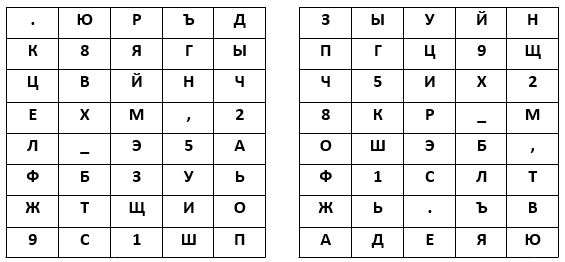 . Ю Р Ъ Д
К 8 Я Г Ы
Ц В Й Н Ч
Е Х М , 2
Л _ Э 5 А
Ф Б З У Ь
Ж Т Щ И О
9 С 1 Ш П
З Ы У Й Н
П Г Ц 9 Щ
Ч 5 И Х 2
8 К Р _ М
О Ш Э Б ,
Ф 1 С Л Т
Ж Ь . Ъ В
А Д Е Я Ю